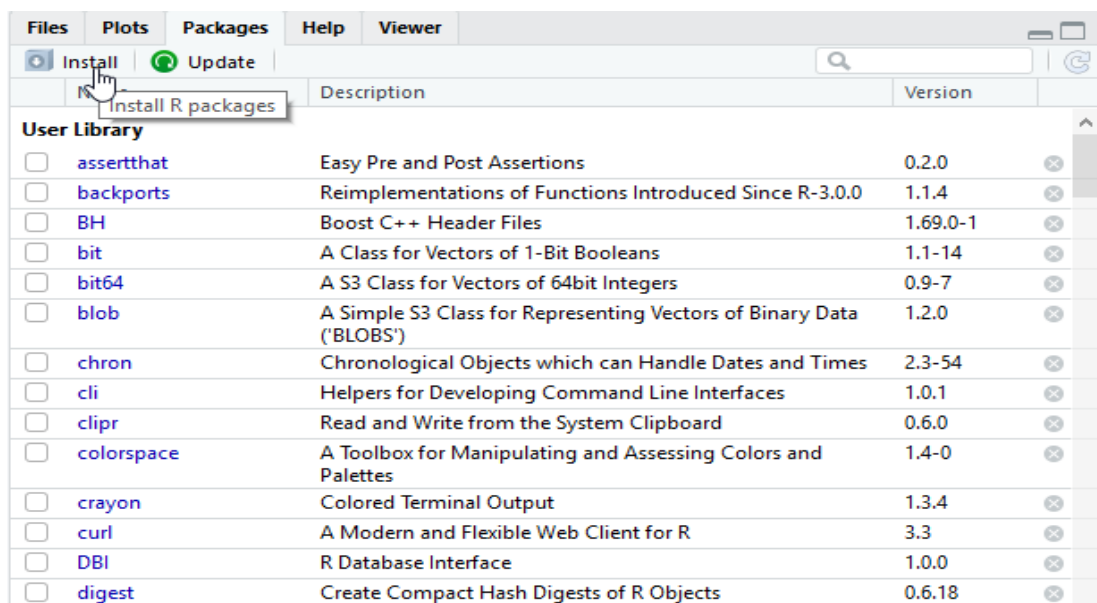 Files Plots Packages Help Viewer
Install Update
Description Version
Install R packages
User Library
assertthat Easy Pre and Post Assertions 0.2.0
backports Reimplementations of Functions Introduced Since R-3.0.0 1.1.4
BH Boost C++ Header Files 1.69.0-1
bit A Class for Vectors of 1-Bit Booleans 1.1-14
bit64 A S3 Class for Vectors of 64bit Integers 0.9-7
blob A Simple S3 Class for Representing Vectors of Binary Data 1.2.0
('BLOBS')
chron Chronological Objects which can Handle Dates and Times 2.3-54
cli Helpers for Developing Command Line Interfaces 1.0.1
clipr Read and Write from the System Clipboard 0.6.0
colorspace A Toolbox for Manipulating and Assessing Colors and 1.4-0
Palettes
crayon Colored Terminal Output 1.3.4
curl A Modern and Flexible Web Client for R 3.3
DBI R Database Interface 1.0.0
digest Create Compact Hash Digests of R Objects 0.6.18